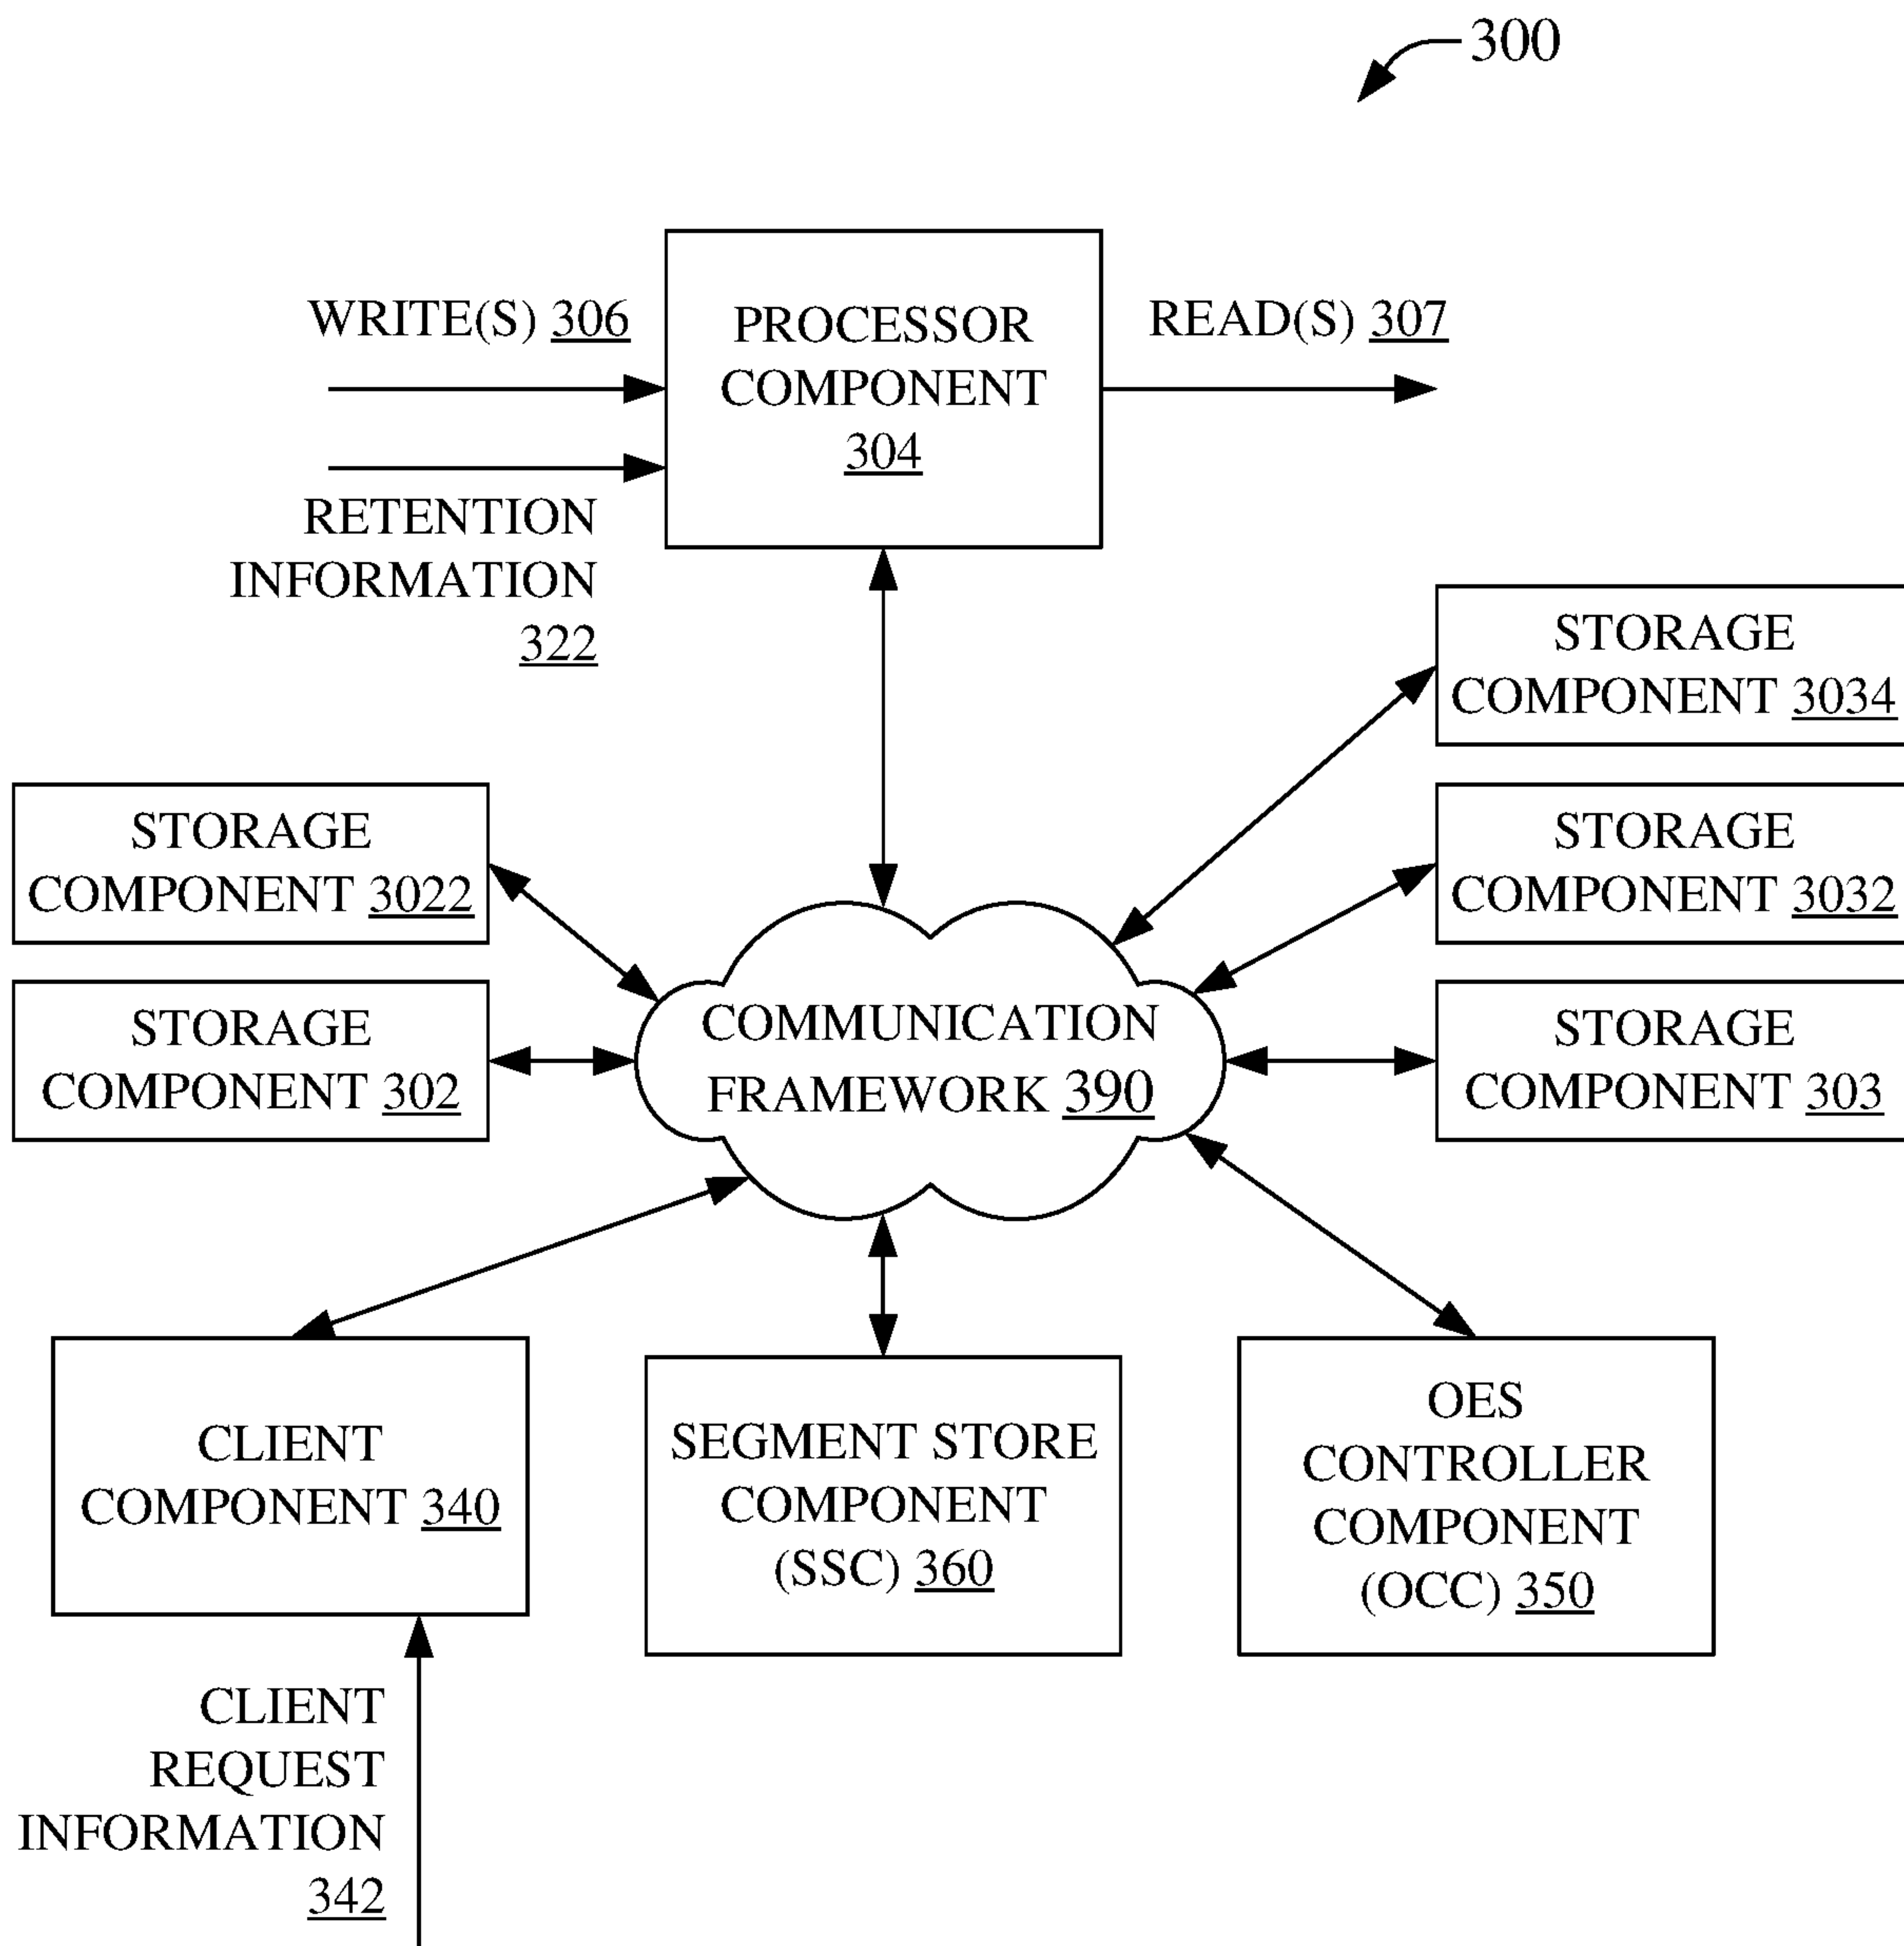 300
WRITE(S) 306
PROCESSOR
COMPONENT
304
READ(S) 307
RETENTION
INFORMATION
322
STORAGE
COMPONENT 3034
STORAGE
COMPONENT 3022
STORAGE
COMPONENT 3032
STORAGE
COMPONENT 302
COMMUNICATION
FRAMEWORK 390
STORAGE
COMPONENT 303
CLIENT
COMPONENT 340
SEGMENT STORE
COMPONENT
(SSC) 360
OES
CONTROLLER
COMPONENT
(OCC) 350
CLIENT
REQUEST
INFORMATION
342